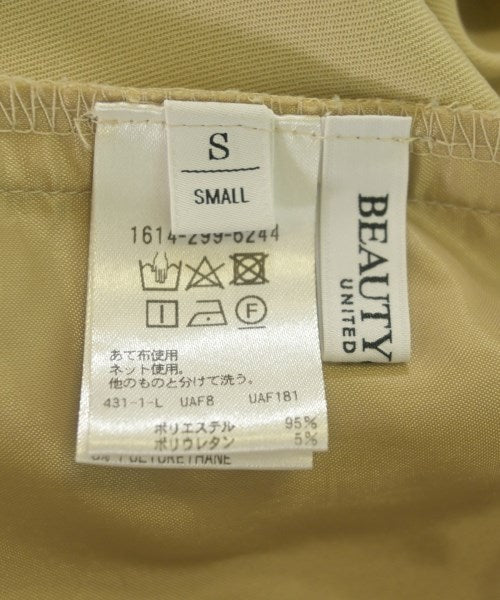 S
SMALL
1614-299-6244
F
あて布使用
ネット使用。
他のものと分けて洗う。
431-1-L UAF8 UAF181
ポリエステル 95%
ポリウレタン 5%
5% POLYURETHANE
BEAUTY
UNITED